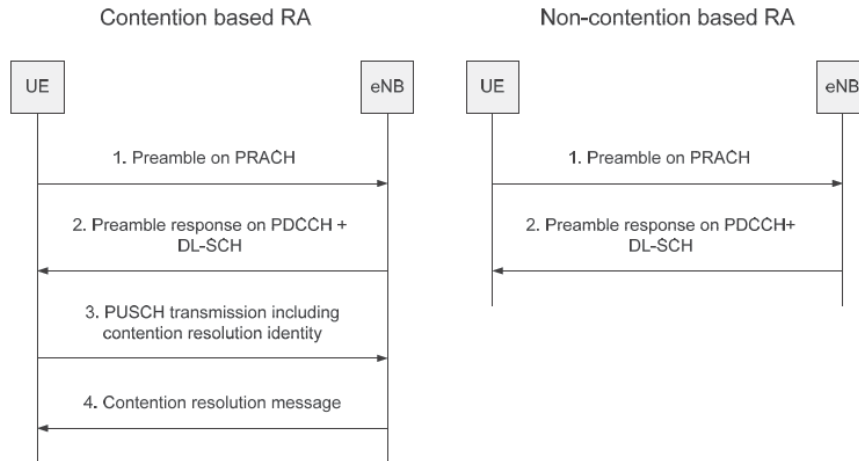 Contention based RA
UE
eNB
1. Preamble on PRACH
2. Preamble response on PDCCH +
DL-SCH
3. PUSCH transmission including
contention resolution identity
4. Contention resolution message
Non-contention based RA
UE
eNB
1. Preamble on PRACH
2. Preamble response on PDCCH+
DL-SCH